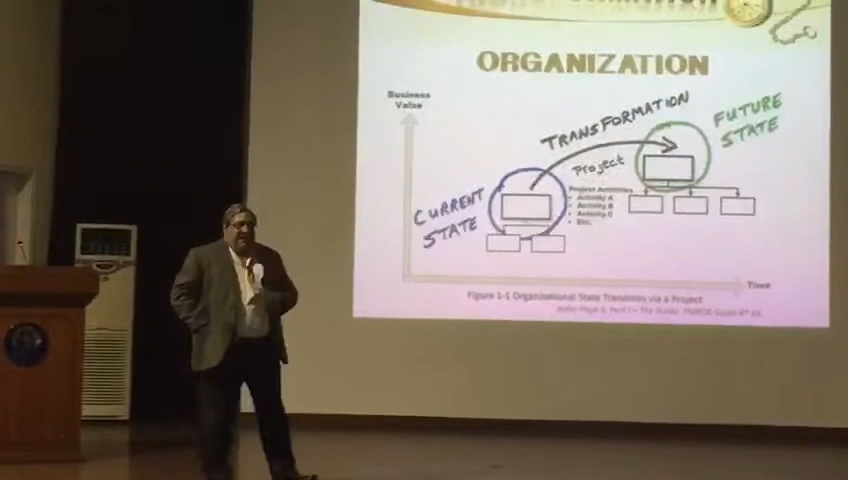 ORGANIZATION
Business
Value
TRANSFORMATION
FUTURE
STATE
Project
CURRENT
STATE
Project Activities
• Activity A
• Activity B
• Activity C
• Etc.
Time
Figure 1-1 Organizational State Transition via a Project